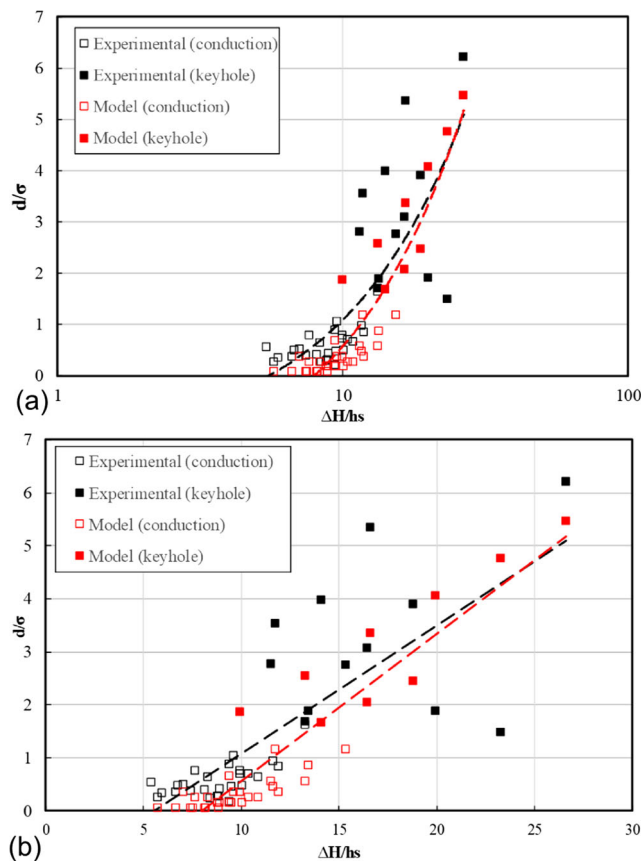 7
6
5
4
3
2
1
0
d/σ
Experimental (conduction)
Experimental (keyhole)
Model (conduction)
Model (keyhole)
1
10
100
ΔH/hs
(a)
7
6
5
4
3
2
1
0
d/σ
Experimental (conduction)
Experimental (keyhole)
Model (conduction)
Model (keyhole)
0
5
10
15
20
25
30
ΔH/hs
(b)